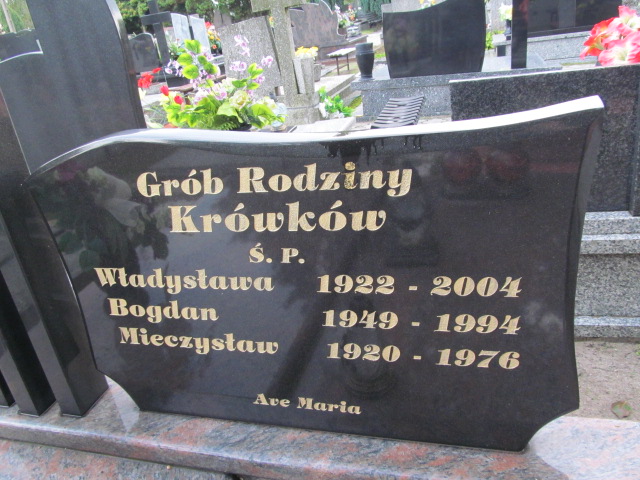 Grób Rodziny
Krówków
Ś. P.
Władysława 1922 - 2004
Bogdan 1949 - 1994
Mieczysław 1920 - 1976
Ave Maria